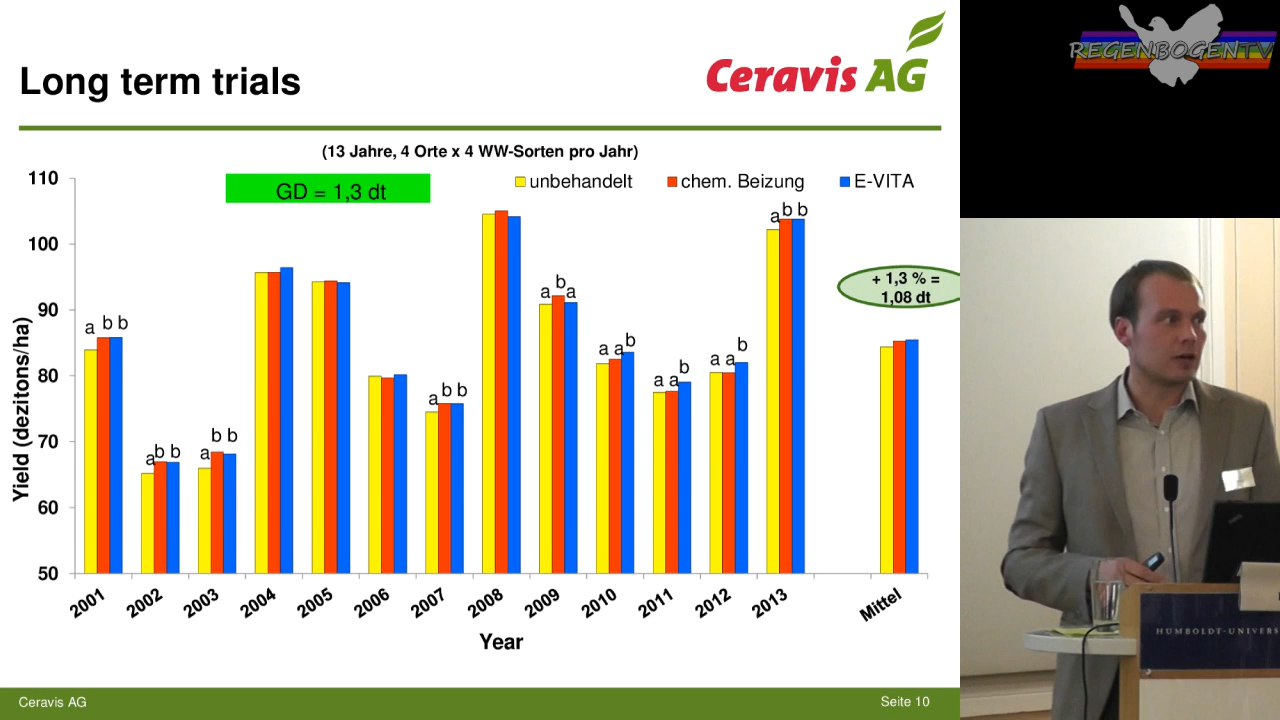 Long term trials
Ceravis AG
(13 Jahre, 4 Orte x 4 WW-Sorten pro Jahr)
GD = 1,3 dt
unbehandelt
chem. Beizung
E-VITA
Yield (dezitons/ha)
110
100
90
80
70
60
50
a b b
a b b
a b b
a b b
a b a
a a b
a a b
a a b
a b b
+ 1,3 % =
1,08 dt
2001 2002 2003 2004 2005 2006 2007 2008 2009 2010 2011 2012 2013 Mittel
Year
Ceravis AG
Seite 10
REGENBOGENTV
HUMBOLDT-UNIVERS